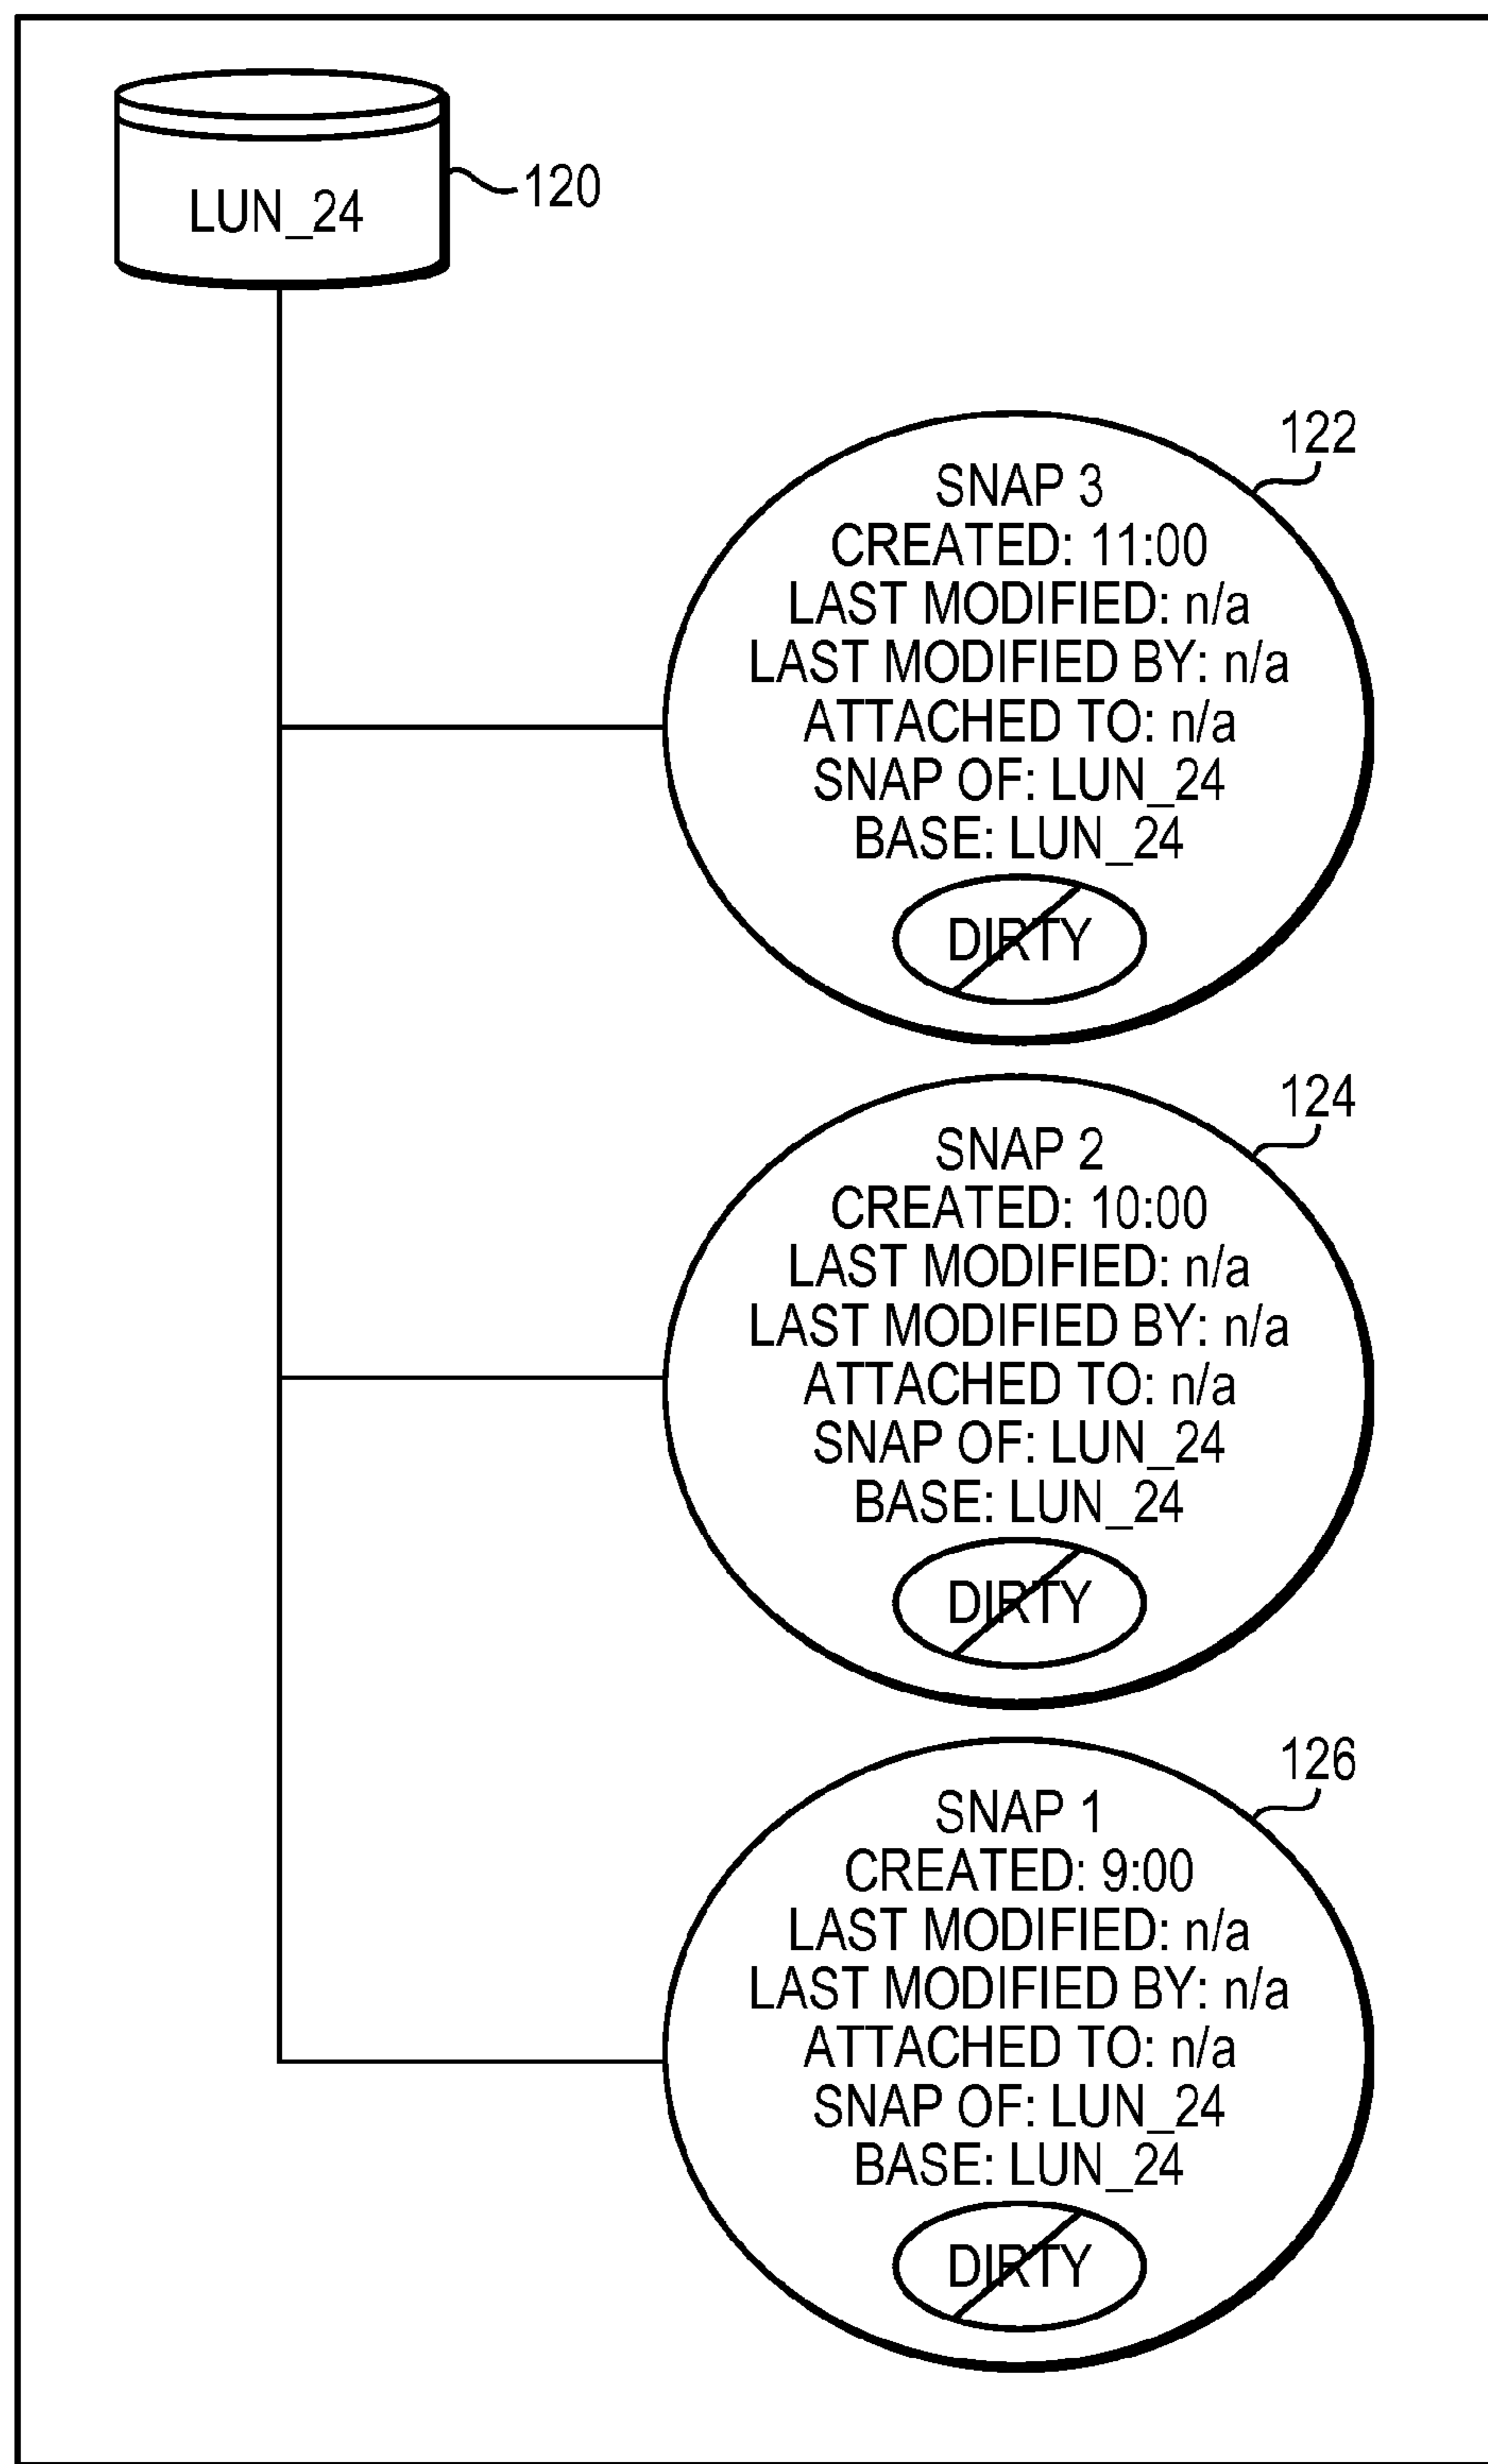 LUN_24
120
122
SNAP 3
CREATED: 11:00
LAST MODIFIED: n/a
LAST MODIFIED BY: n/a
ATTACHED TO: n/a
SNAP OF: LUN_24
BASE: LUN_24
DIRTY
124
SNAP 2
CREATED: 10:00
LAST MODIFIED: n/a
LAST MODIFIED BY: n/a
ATTACHED TO: n/a
SNAP OF: LUN_24
BASE: LUN_24
DIRTY
126
SNAP 1
CREATED: 9:00
LAST MODIFIED: n/a
LAST MODIFIED BY: n/a
ATTACHED TO: n/a
SNAP OF: LUN_24
BASE: LUN_24
DIRTY